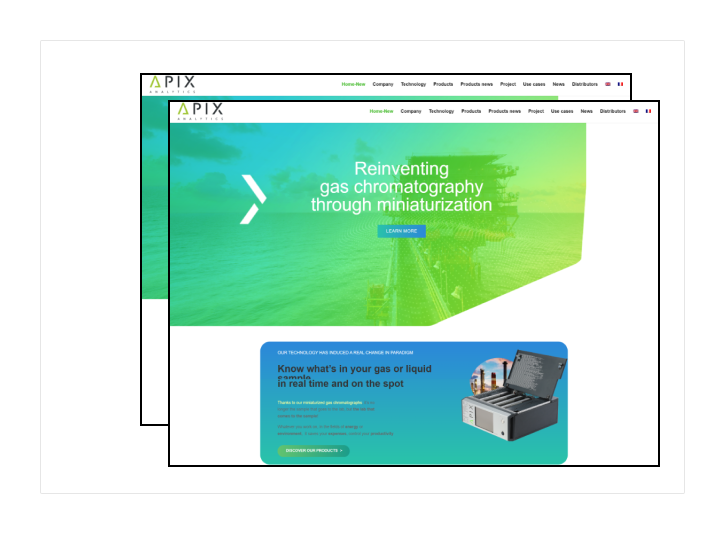 APIX
ANALYTICS
Home-New Company Technology Products Products news Project Use cases News Distributors
APIX
ANALYTICS
Home-New Company Technology Products Products news Project Use cases News Distributors
Reinventing
gas chromatography
through miniaturization
LEARN MORE
OUR TECHNOLOGY HAS INDUCED A REAL CHANGE IN PARADIGM
Know what's in your gas or liquid
sample
in real time and on the spot
Thanks to our miniaturized gas chromatographs
DISCOVER OUR PRODUCTS >